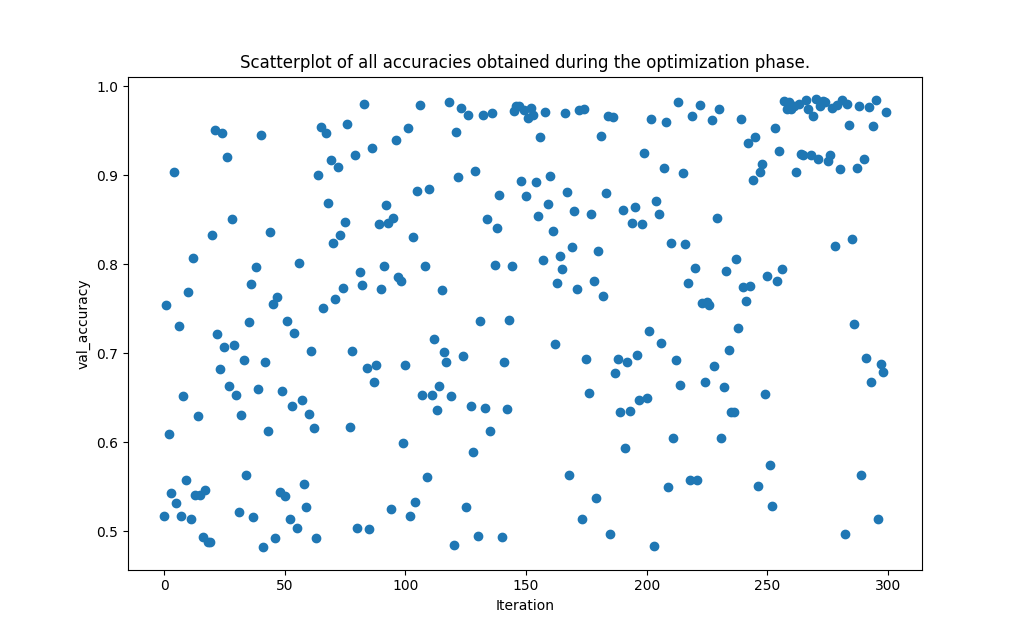 Scatterplot of all accuracies obtained during the optimization phase.
1.0
0.9
0.8
0.7
0.6
0.5
val_accuracy
0 50 100 150 200 250 300
Iteration